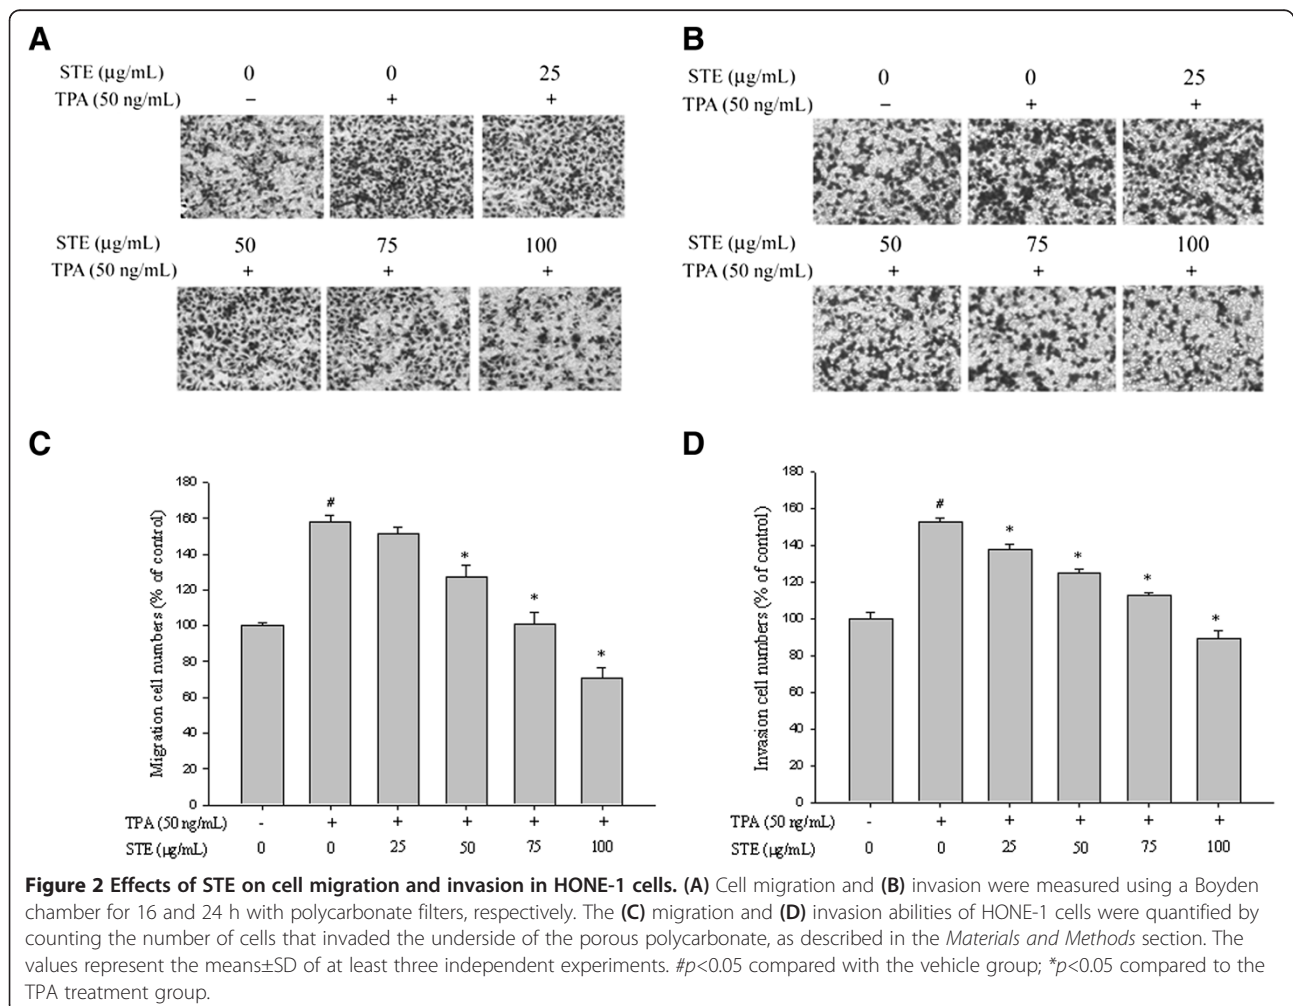 A
STE (µg/mL) 0 0 25
TPA (50 ng/mL) − + +
STE (µg/mL) 50 75 100
TPA (50 ng/mL) + + +
B
STE (µg/mL) 0 0 25
TPA (50 ng/mL) − + +
STE (µg/mL) 50 75 100
TPA (50 ng/mL) + + +
C
Migration cell numbers (% of control)
180
160
140
120
100
80
60
40
20
0
#
*
*
*
TPA (50 ng/mL) - + + + + +
STE (µg/mL) 0 0 25 50 75 100
D
Invasion cell numbers (% of control)
180
160
140
120
100
80
60
40
20
0
#
*
*
*
*
TPA (50 ng/mL) - + + + + +
STE (µg/mL) 0 0 25 50 75 100
Figure 2 Effects of STE on cell migration and invasion in HONE-1 cells. (A) Cell migration and (B) invasion were measured using a Boyden
chamber for 16 and 24 h with polycarbonate filters, respectively. The (C) migration and (D) invasion abilities of HONE-1 cells were quantified by
counting the number of cells that invaded the underside of the porous polycarbonate, as described in the Materials and Methods section. The
values represent the means±SD of at least three independent experiments. #p<0.05 compared with the vehicle group; *p<0.05 compared to the
TPA treatment group.